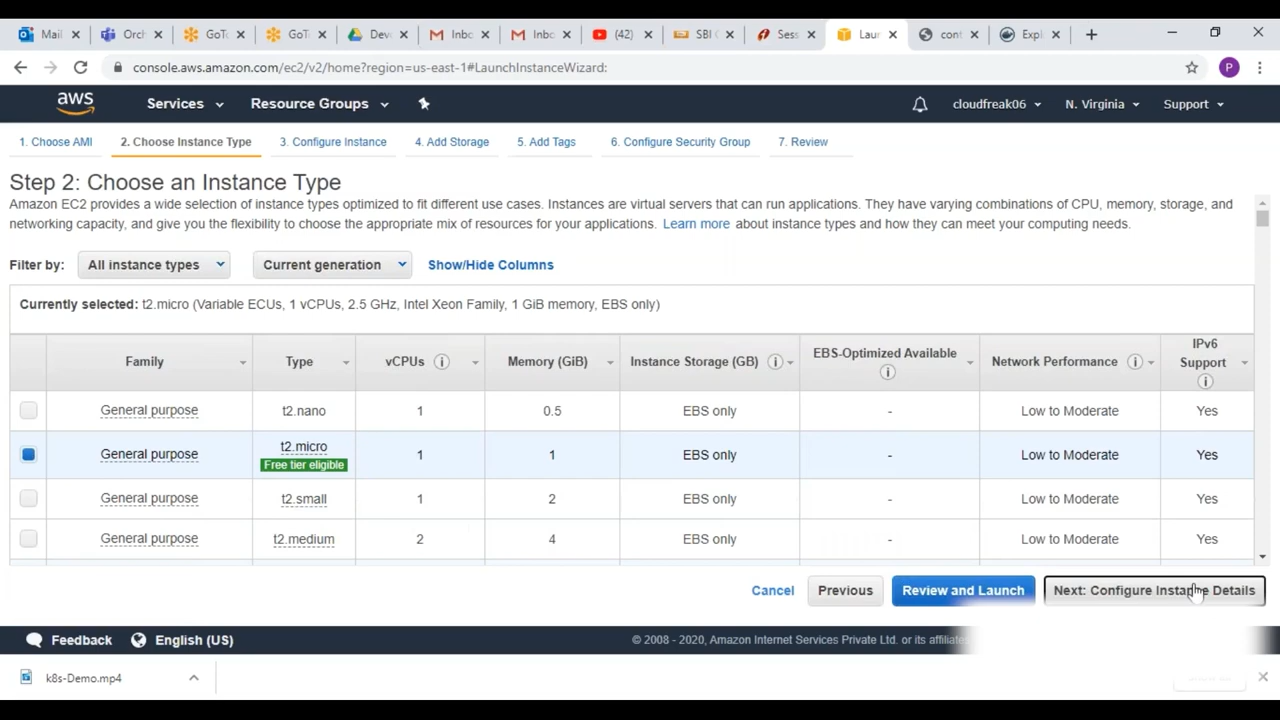 Mail
Orch
GoTo
GoTo
Deve
Inbo
Inbo
(42)
SBI
Sess
Laun
cont
Expl
console.aws.amazon.com/ec2/v2/home?region=us-east-1#LaunchInstanceWizard:
P
aws
Services
Resource Groups
cloudfreak06
N. Virginia
Support
1. Choose AMI
2. Choose Instance Type
3. Configure Instance
4. Add Storage
5. Add Tags
6. Configure Security Group
7. Review
Step 2: Choose an Instance Type
Amazon EC2 provides a wide selection of instance types optimized to fit different use cases. Instances are virtual servers that can run applications. They have varying combinations of CPU, memory, storage, and
networking capacity, and give you the flexibility to choose the appropriate mix of resources for your applications. Learn more about instance types and how they can meet your computing needs.
Filter by: All instance types Current generation Show/Hide Columns
Currently selected: t2.micro (Variable ECUs, 1 vCPUs, 2.5 GHz, Intel Xeon Family, 1 GiB memory, EBS only)
Family
Type
vCPUs
Memory (GiB)
Instance Storage (GB)
EBS-Optimized Available
Network Performance
IPv6
Support
General purpose t2.nano 1 0.5 EBS only - Low to Moderate Yes
General purpose t2.micro 1 1 EBS only - Low to Moderate Yes
Free tier eligible
General purpose t2.small 1 2 EBS only - Low to Moderate Yes
General purpose t2.medium 2 4 EBS only - Low to Moderate Yes
Cancel
Previous
Review and Launch
Next: Configure Instance Details
Feedback
English (US)
© 2008 - 2020, Amazon Internet Services Private Ltd. or its affiliates
k8s-Demo.mp4